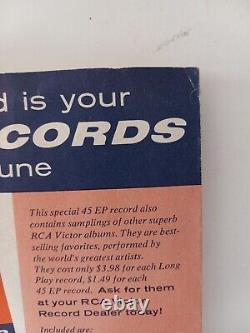 d is your
CORDS
une
This special 45 EP record also
contains samplings of other superb
RCA Victor albums. They are best-
selling favorites, performed by
the world's greatest artists.
They cost only $3.98 for each Long
Play record, $1.49 for each
45 EP record. Ask for them
at your RCA
Record Dealer today!
Included are: